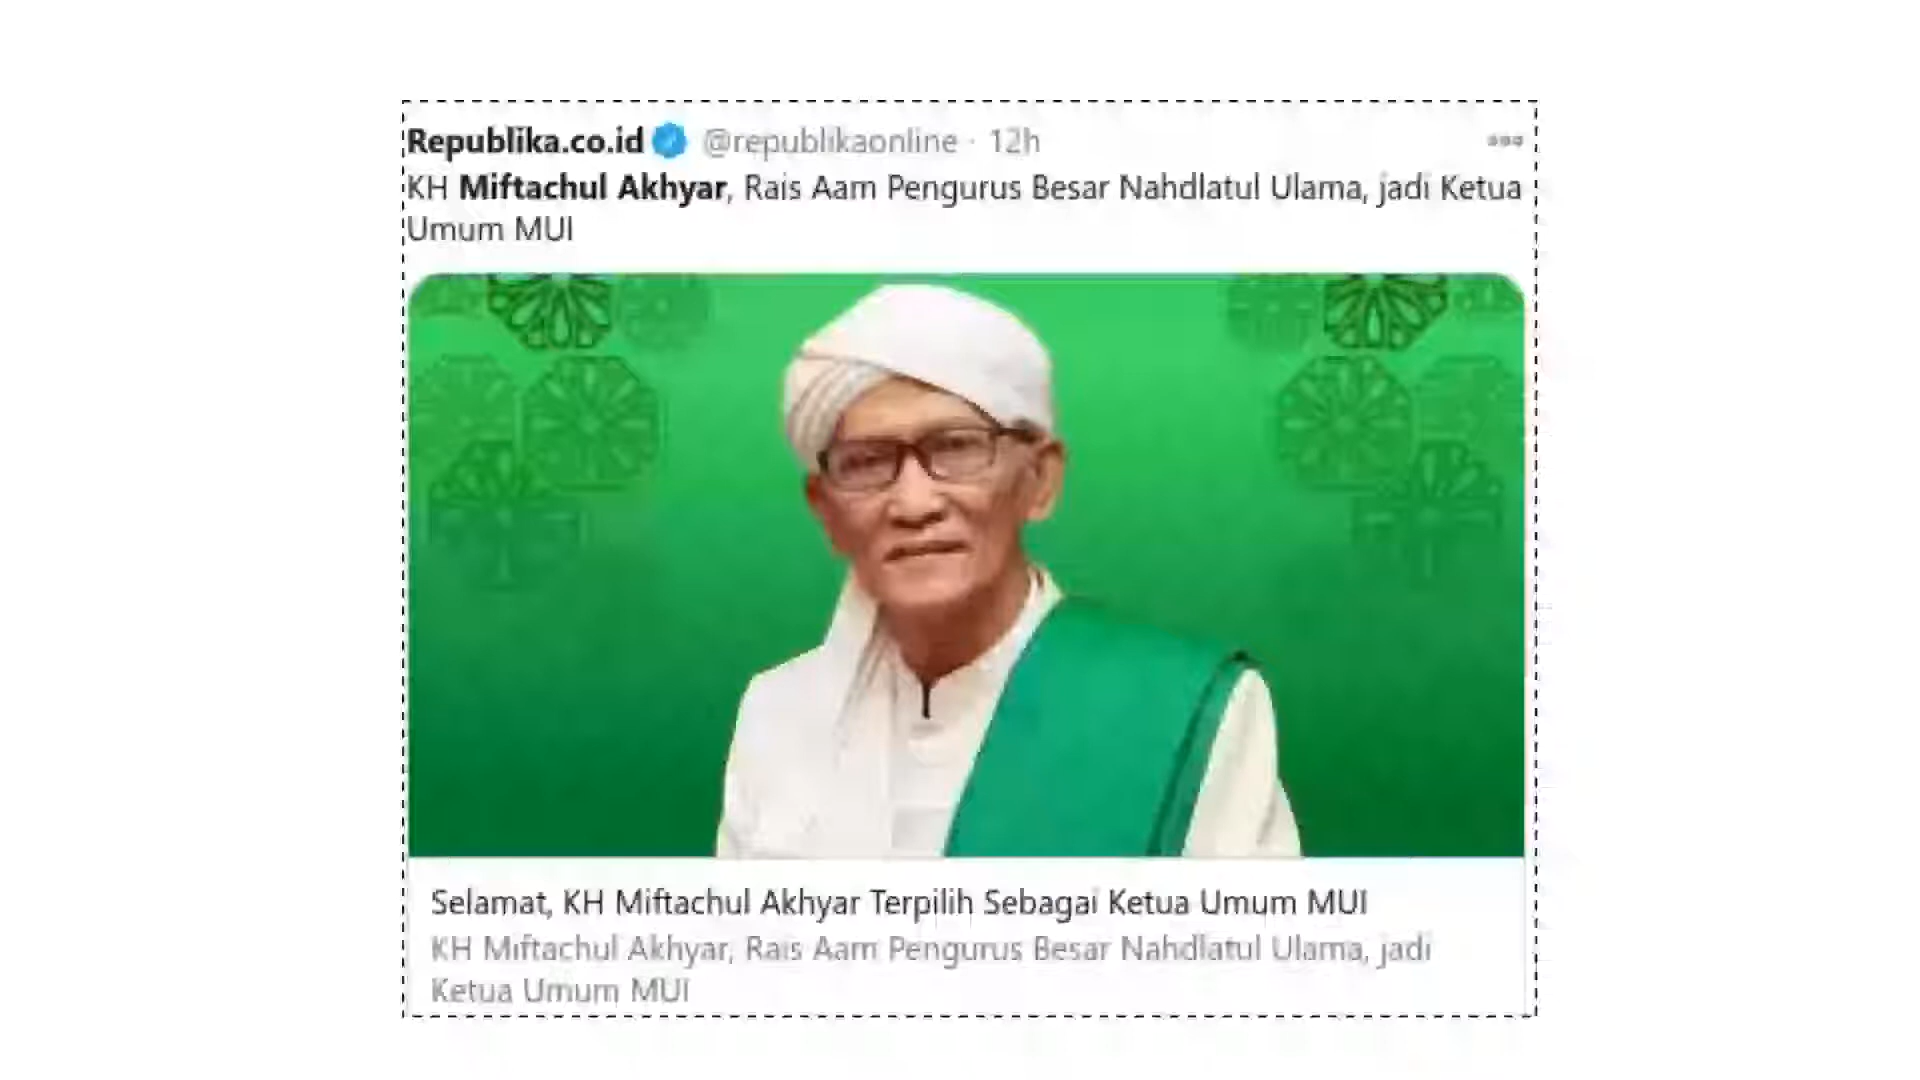 Republika.co.id @republikaonline · 12h
KH Miftachul Akhyar, Rais Aam Pengurus Besar Nahdlatul Ulama, jadi Ketua
Umum MUI
Selamat, KH Miftachul Akhyar Terpilih Sebagai Ketua Umum MUI
KH Miftachul Akhyar, Rais Aam Pengurus Besar Nahdlatul Ulama, jadi
Ketua Umum MUI